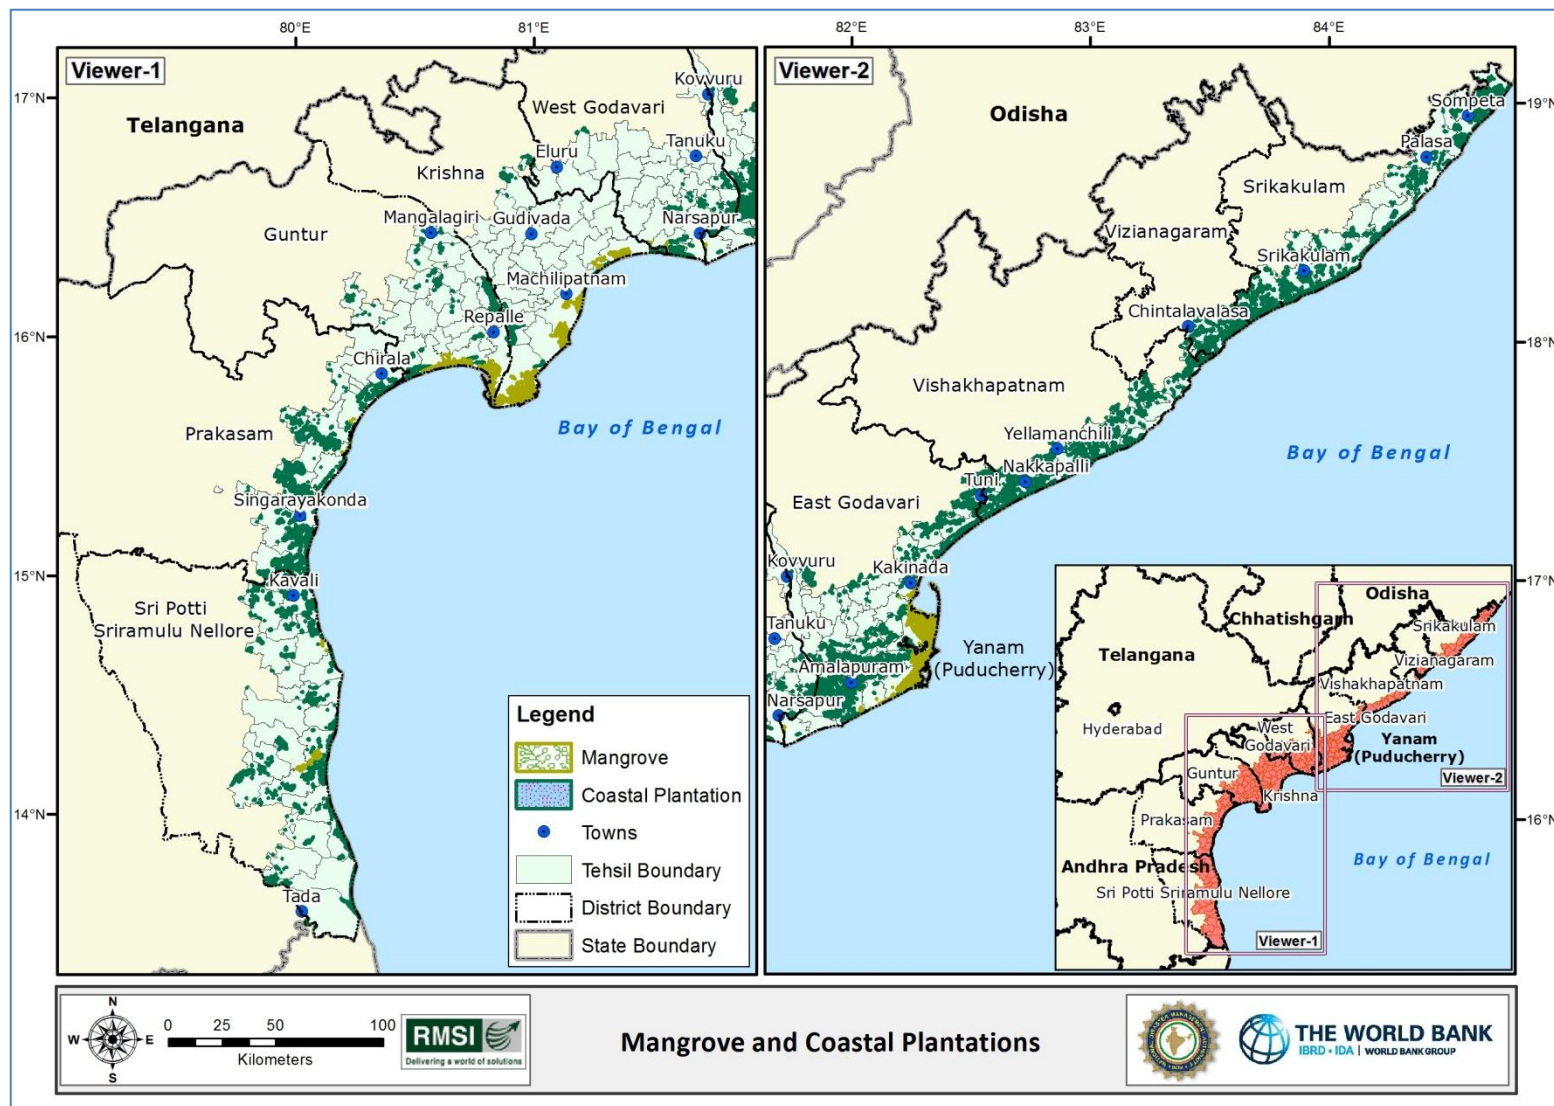 80°E
81°E
82°E
83°E
84°E
17°N
16°N
15°N
14°N
Viewer-1
Telangana
West Godavari
Kovvuru
Eluru
Tanuku
Krishna
Mangalagiri
Gudivada
Narsapur
Guntur
Machilipatnam
Repalle
Chirala
Bay of Bengal
Prakasam
Singarayakonda
Kavali
Sri Potti
Sriramulu Nellore
Tada
Legend
Mangrove
Coastal Plantation
Towns
Tehsil Boundary
District Boundary
State Boundary
Viewer-2
Odisha
Sompeta
Palasa
Srikakulam
Vizianagaram
Srikakulam
Chintalavalasa
Vishakhapatnam
Yellamanchili
Nakkapalli
Tuni
Bay of Bengal
East Godavari
Kovvuru
Kakinada
Tanuku
Amalapuram
Yanam
(Puducherry)
Narsapur
19°N
18°N
17°N
16°N
Odisha
Chhatishgarh
Srikakulam
Telangana
Vizianagaram
Vishakhapatnam
Hyderabad
East Godavari
West
Godavari
Yanam
(Puducherry)
Viewer-2
Guntur
Krishna
Prakasam
Bay of Bengal
Andhra Pradesh
Sri Potti Sriramulu Nellore
Viewer-1
N
W
E
S
0 25 50 100
Kilometers
RMSI
Delivering a world of solutions
Mangrove and Coastal Plantations
THE WORLD BANK
IBRD • IDA | WORLD BANK GROUP